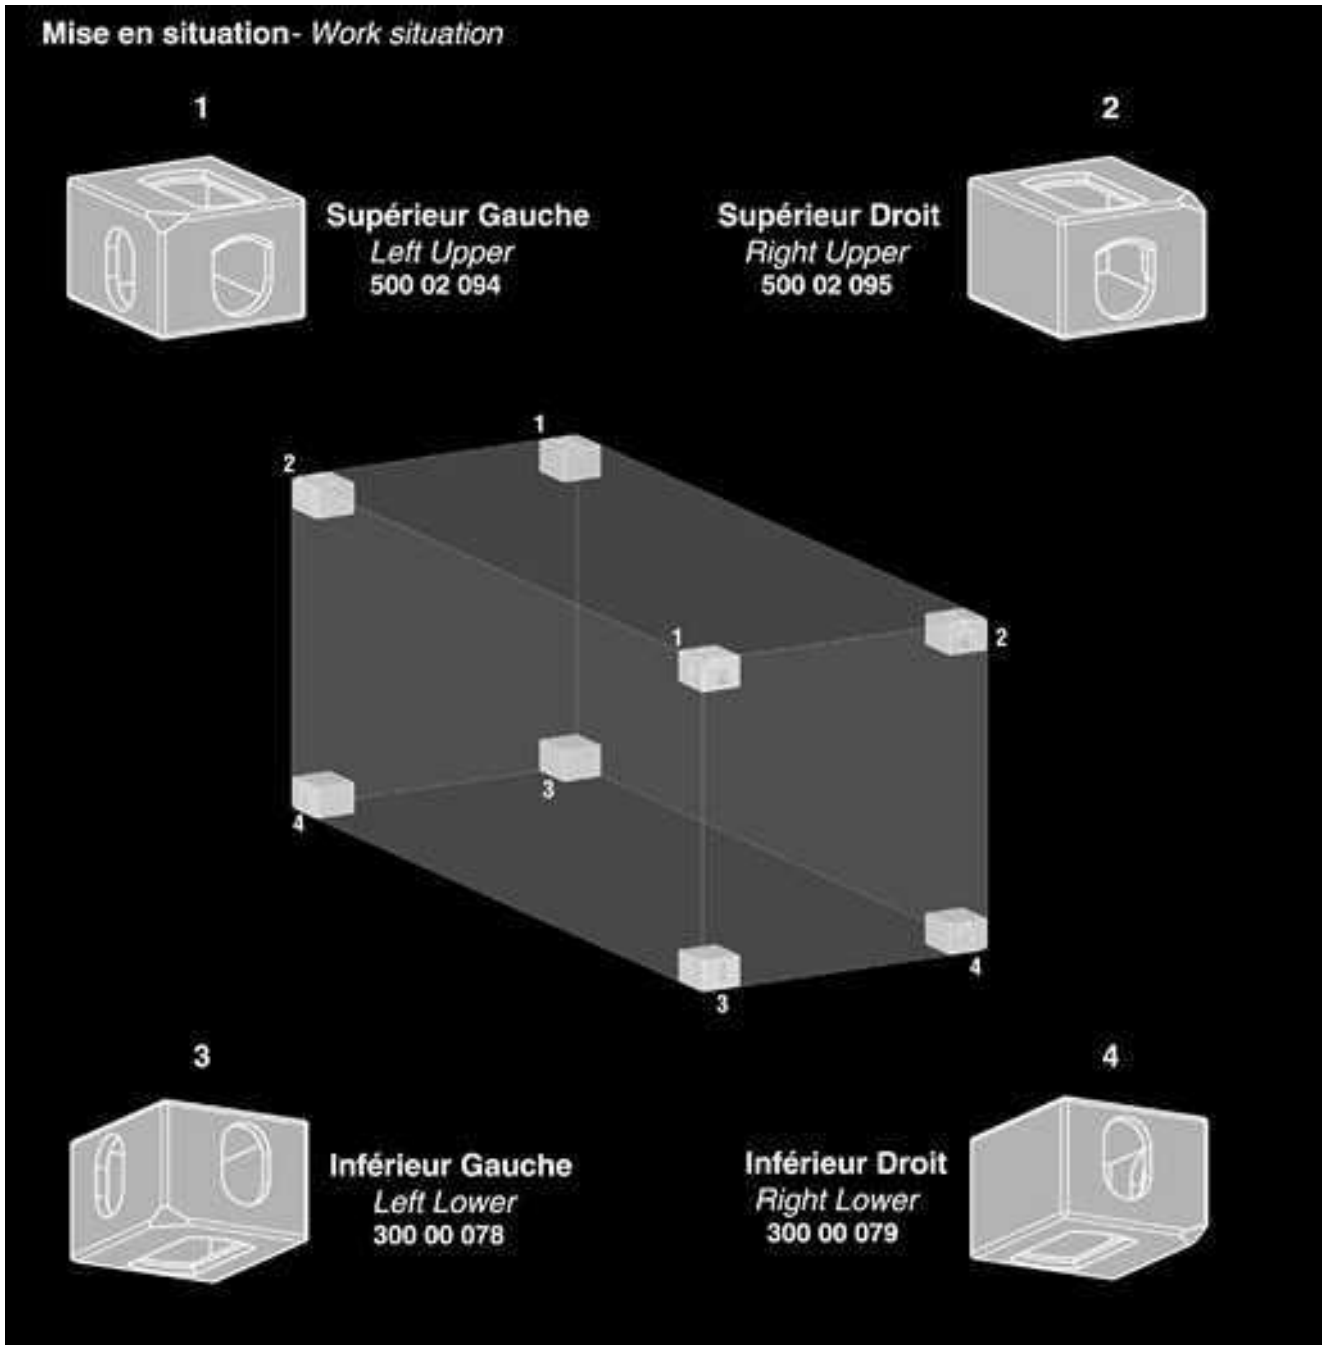 Mise en situation- Work situation
1
2
Supérieur Gauche
Left Upper
500 02 094
Supérieur Droit
Right Upper
500 02 095
1
2
1
2
3
4
4
3
3
4
Inférieur Gauche
Left Lower
300 00 078
Inférieur Droit
Right Lower
300 00 079